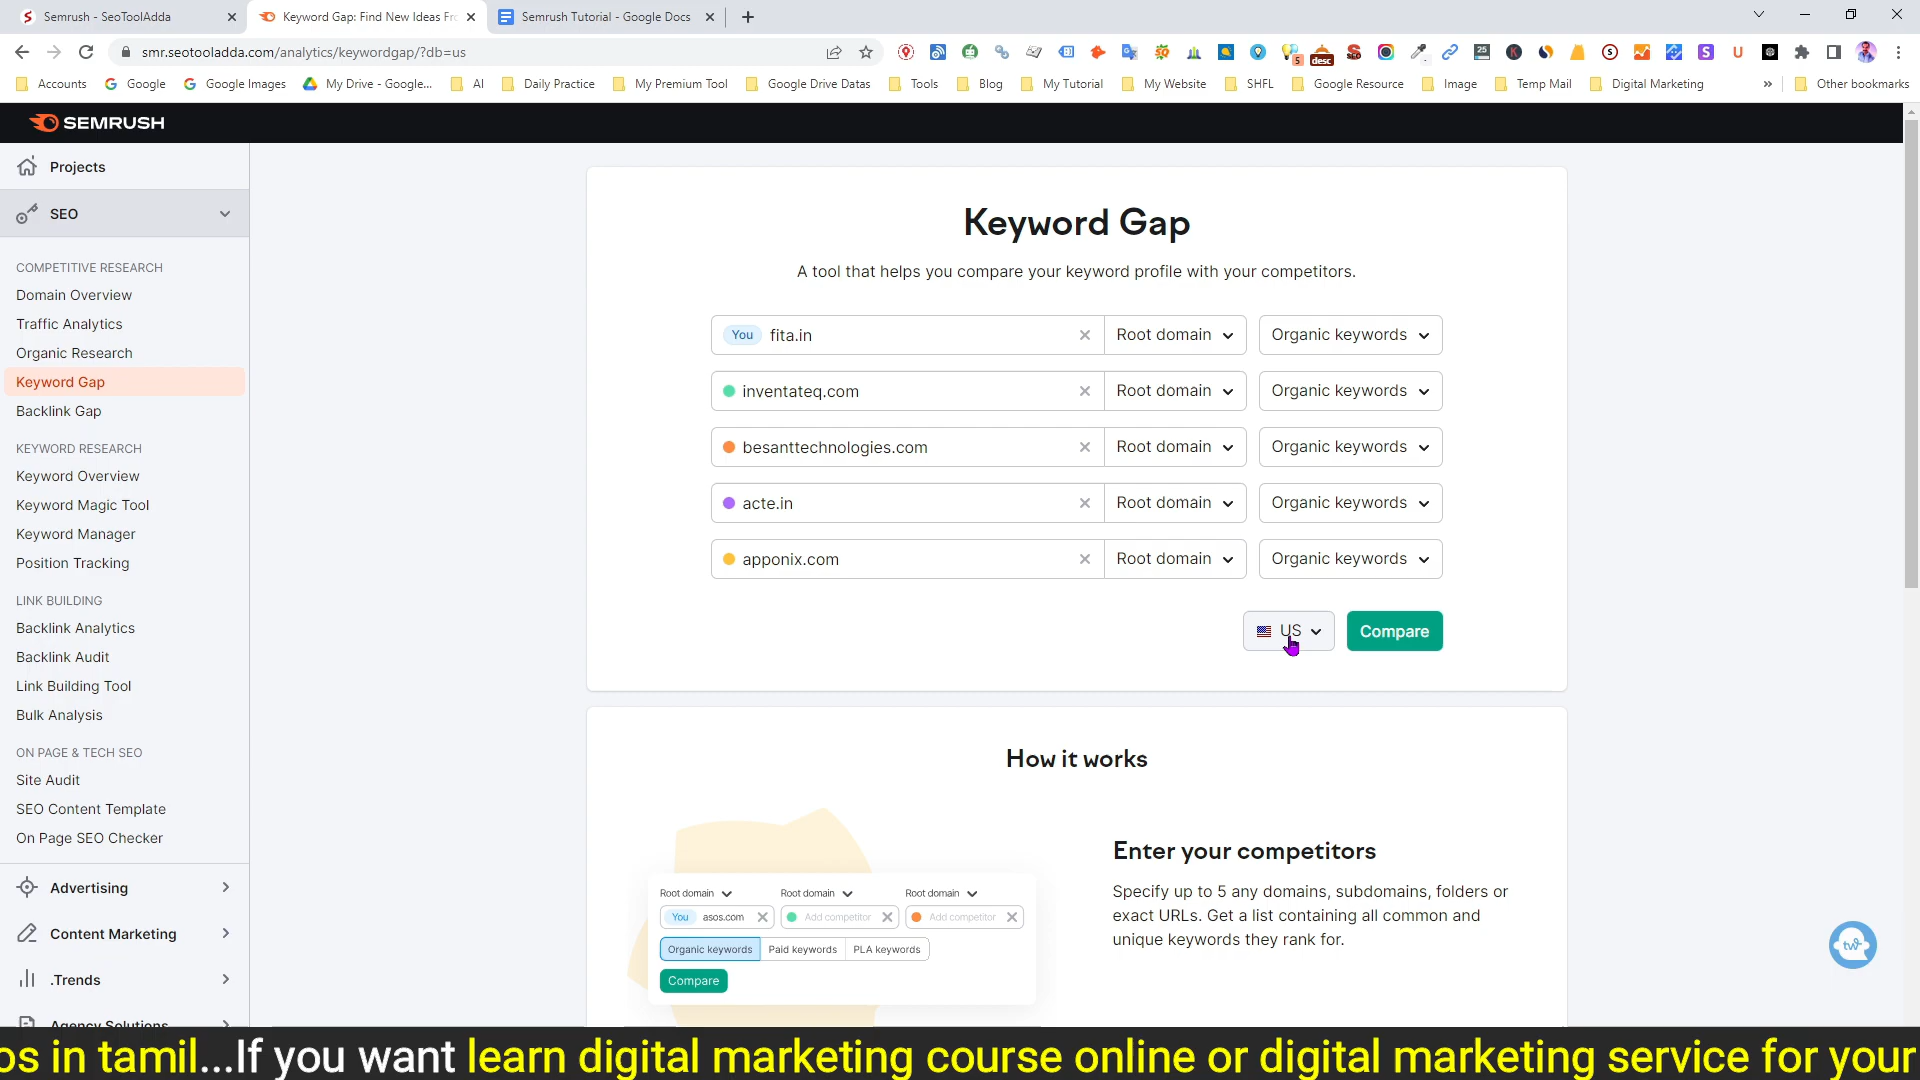 Semrush - SeoToolAdda
Keyword Gap: Find New Ideas Fr
Semrush Tutorial - Google Docs
smr.seotooladda.com/analytics/keywordgap/?db=us
Accounts
Google
Google Images
My Drive - Google...
AI
Daily Practice
My Premium Tool
Google Drive Datas
Tools
Blog
My Tutorial
My Website
SHFL
Google Resource
Image
Temp Mail
Digital Marketing
Other bookmarks
SEMRUSH
Projects
SEO
COMPETITIVE RESEARCH
Domain Overview
Traffic Analytics
Organic Research
Keyword Gap
Backlink Gap
KEYWORD RESEARCH
Keyword Overview
Keyword Magic Tool
Keyword Manager
Position Tracking
LINK BUILDING
Backlink Analytics
Backlink Audit
Link Building Tool
Bulk Analysis
ON PAGE & TECH SEO
Site Audit
SEO Content Template
On Page SEO Checker
Advertising
Content Marketing
.Trends
Agency Solutions
Keyword Gap
A tool that helps you compare your keyword profile with your competitors.
You fita.in Root domain Organic keywords
inventateq.com Root domain Organic keywords
besanttechnologies.com Root domain Organic keywords
acte.in Root domain Organic keywords
apponix.com Root domain Organic keywords
US Compare
How it works
Root domain Root domain Root domain
You asos.com Add competitor Add competitor
Organic keywords Paid keywords PLA keywords
Compare
Enter your competitors
Specify up to 5 any domains, subdomains, folders or
exact URLs. Get a list containing all common and
unique keywords they rank for.
os in tamil...If you want learn digital marketing course online or digital marketing service for your